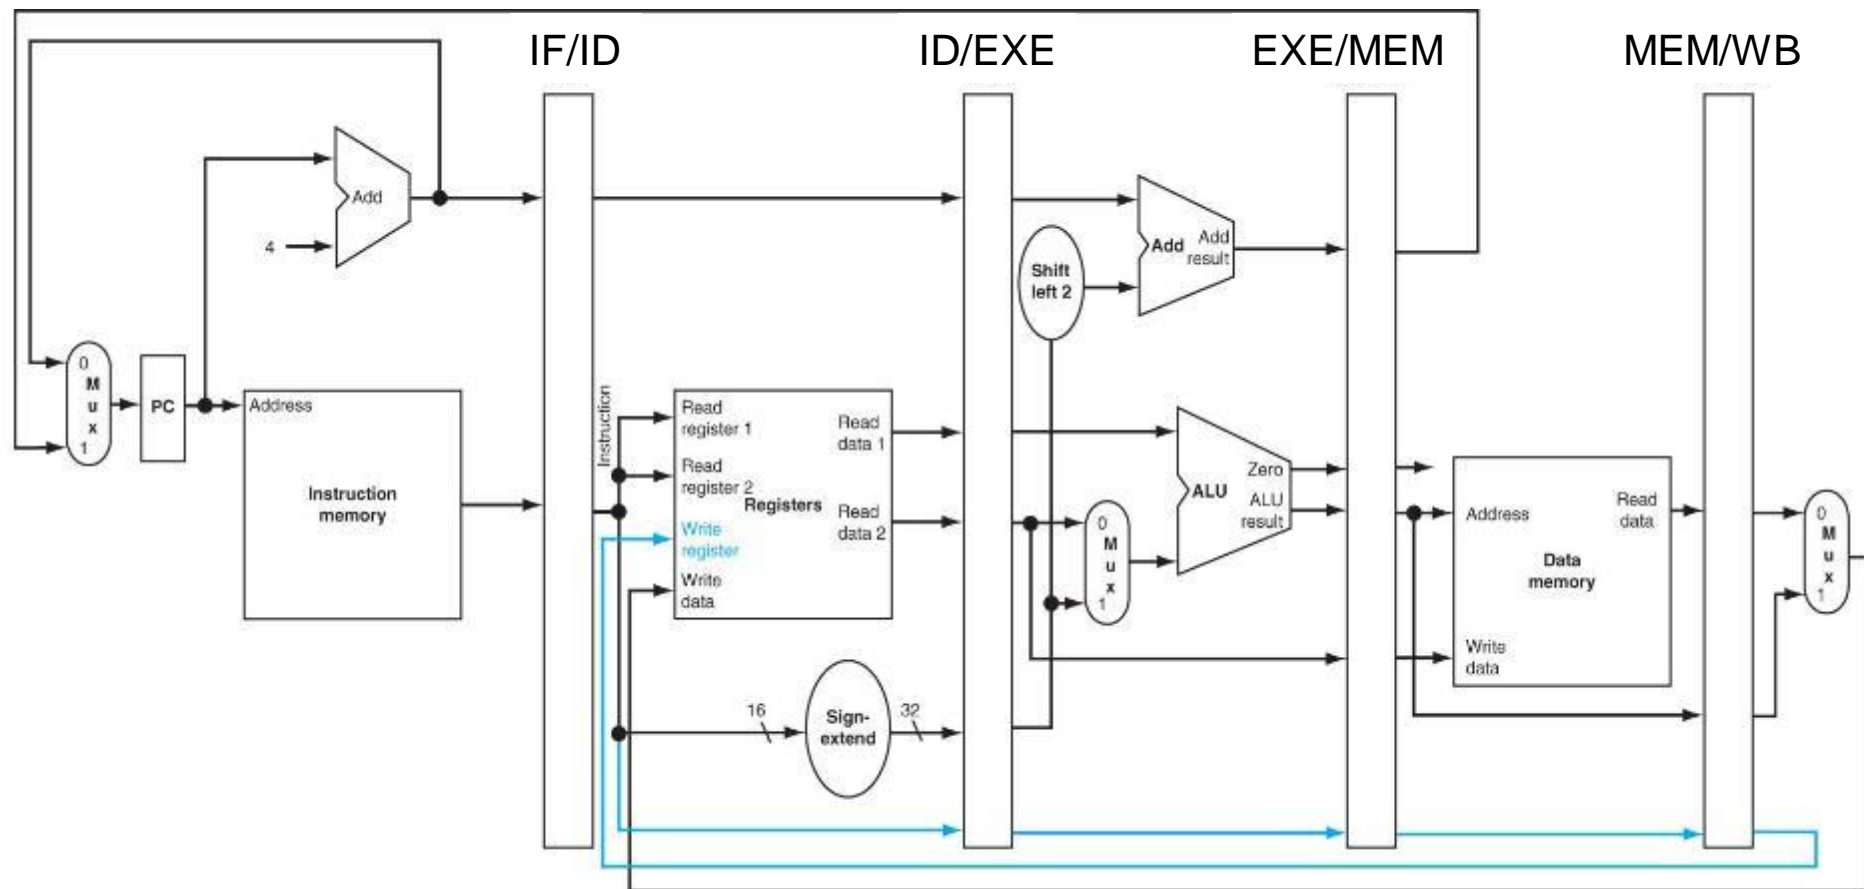 IF/ID
ID/EXE
EXE/MEM
MEM/WB
Add
4
Add
Add
result
Shift
left 2
0
M
u
x
1
PC
Address
Instruction
memory
Instruction
Read
register 1
Read
register 2
Write
register
Write
data
Registers
Read
data 1
Read
data 2
16
Sign-
extend
32
0
M
u
x
1
ALU
Zero
ALU
result
Address
Read
data
Data
memory
Write
data
0
M
u
x
1